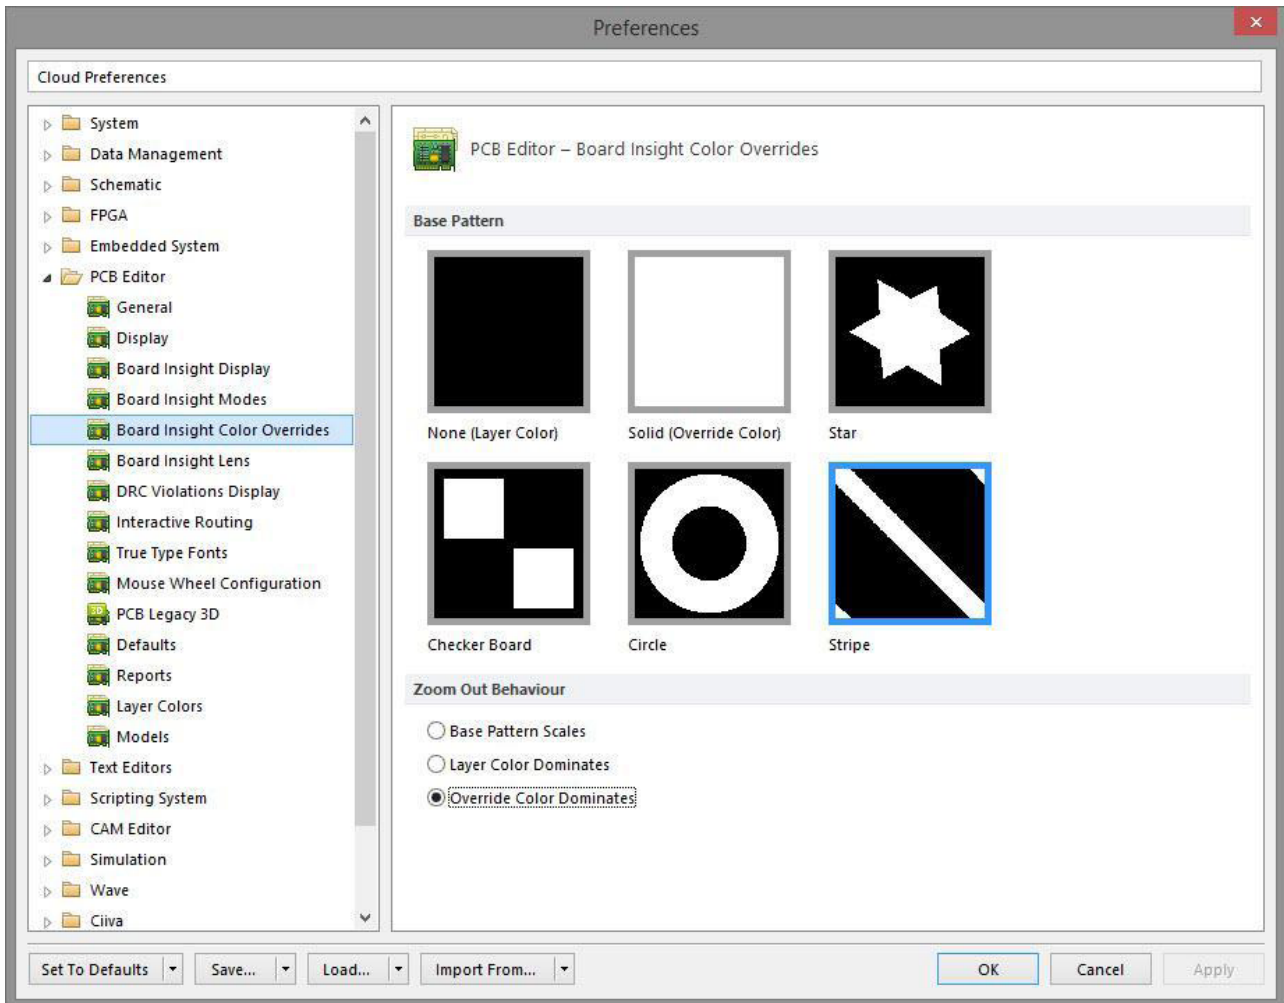 Preferences
Cloud Preferences
System
Data Management
Schematic
FPGA
Embedded System
PCB Editor
General
Display
Board Insight Display
Board Insight Modes
Board Insight Color Overrides
Board Insight Lens
DRC Violations Display
Interactive Routing
True Type Fonts
Mouse Wheel Configuration
PCB Legacy 3D
Defaults
Reports
Layer Colors
Models
Text Editors
Scripting System
CAM Editor
Simulation
Wave
Ciiva
PCB Editor – Board Insight Color Overrides
Base Pattern
None (Layer Color)
Solid (Override Color)
Star
Checker Board
Circle
Stripe
Zoom Out Behaviour
Base Pattern Scales
Layer Color Dominates
Override Color Dominates
Set To Defaults
Save...
Load...
Import From...
OK
Cancel
Apply